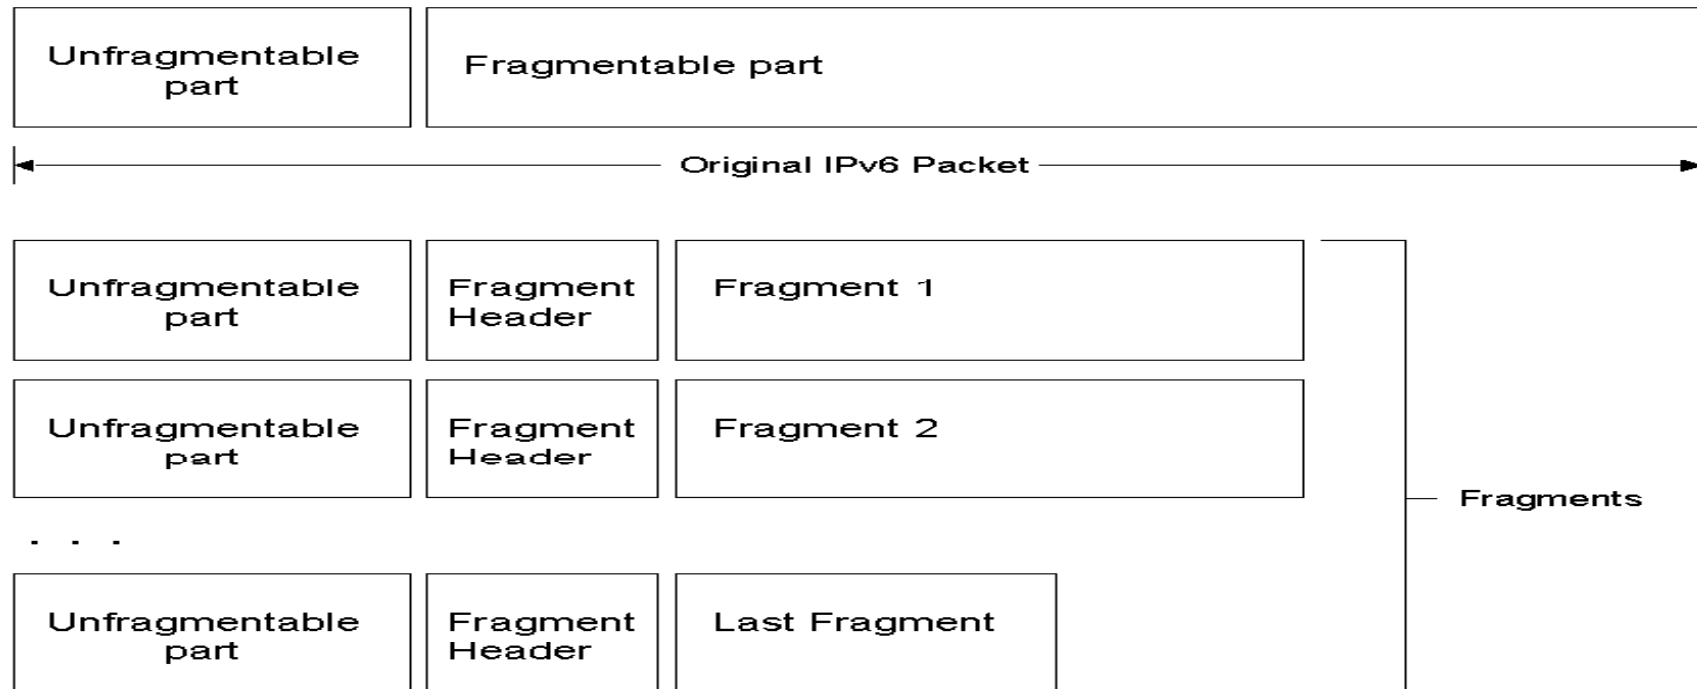 Unfragmentable
part
Fragmentable part
Original IPv6 Packet
Unfragmentable
part
Fragment
Header
Fragment 1
Unfragmentable
part
Fragment
Header
Fragment 2
Fragments
. . .
Unfragmentable
part
Fragment
Header
Last Fragment